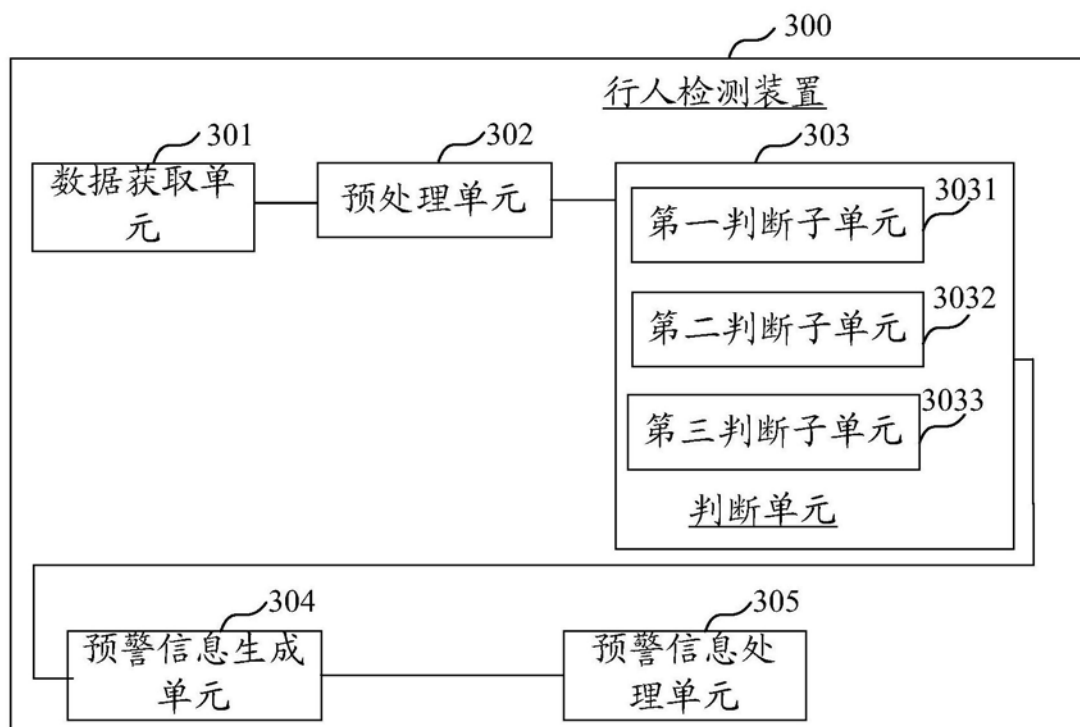 300
行人检测装置
301
数据获取单
元
302
预处理单元
303
第一判断子单元
3031
第二判断子单元
3032
第三判断子单元
3033
判断单元
304
预警信息生成
单元
305
预警信息处
理单元